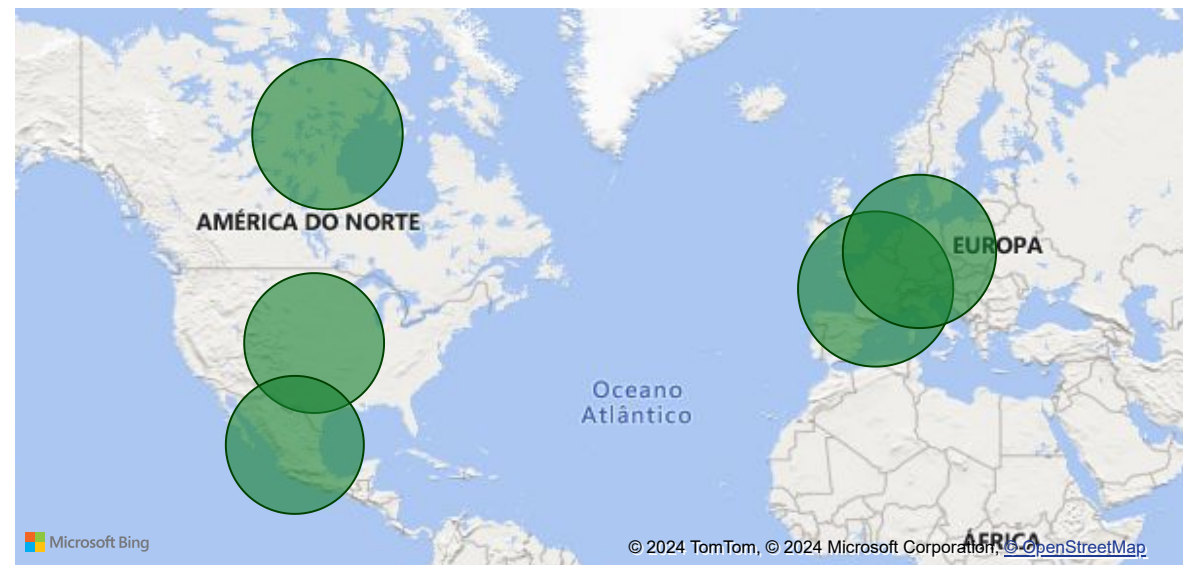 AMÉRICA DO NORTE
EUROPA
Oceano
Atlântico
ÁFRICA
Microsoft Bing
© 2024 TomTom, © 2024 Microsoft Corporation, © OpenStreetMap